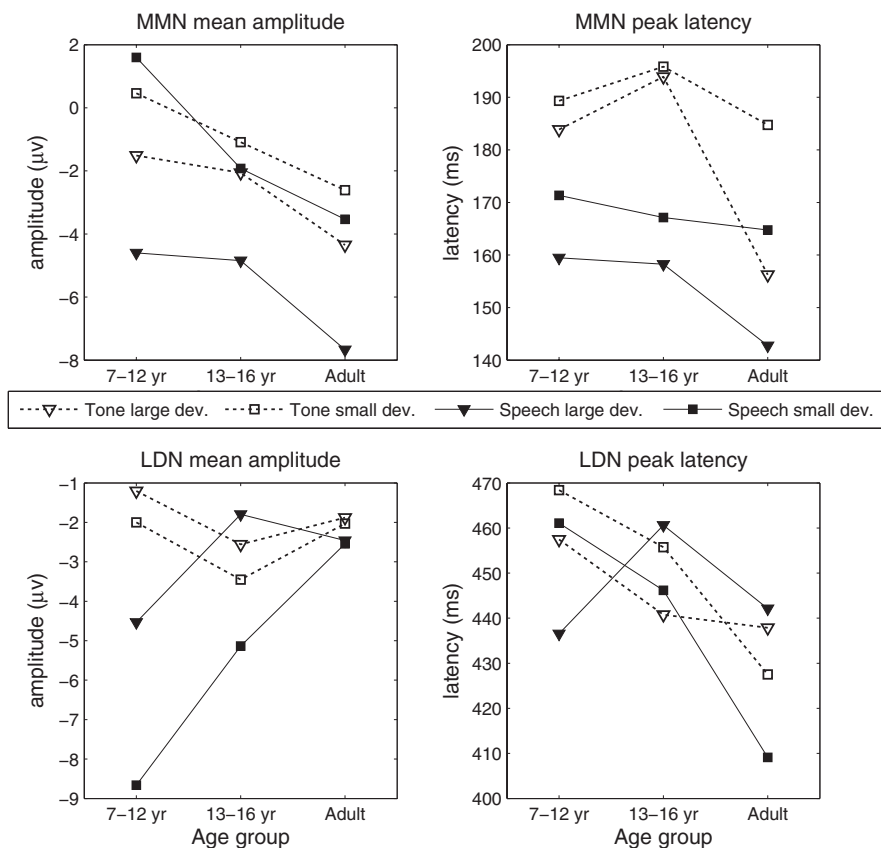 MMN mean amplitude
2
0
−2
−4
−6
−8
amplitude (μv)
7−12 yr 13−16 yr Adult
MMN peak latency
200
190
180
170
160
150
140
latency (ms)
7−12 yr 13−16 yr Adult
Tone large dev. Tone small dev. Speech large dev. Speech small dev.
LDN mean amplitude
−1
−2
−3
−4
−5
−6
−7
−8
−9
amplitude (μv)
7−12 yr 13−16 yr Adult
Age group
LDN peak latency
470
460
450
440
430
420
410
400
latency (ms)
7−12 yr 13−16 yr Adult
Age group